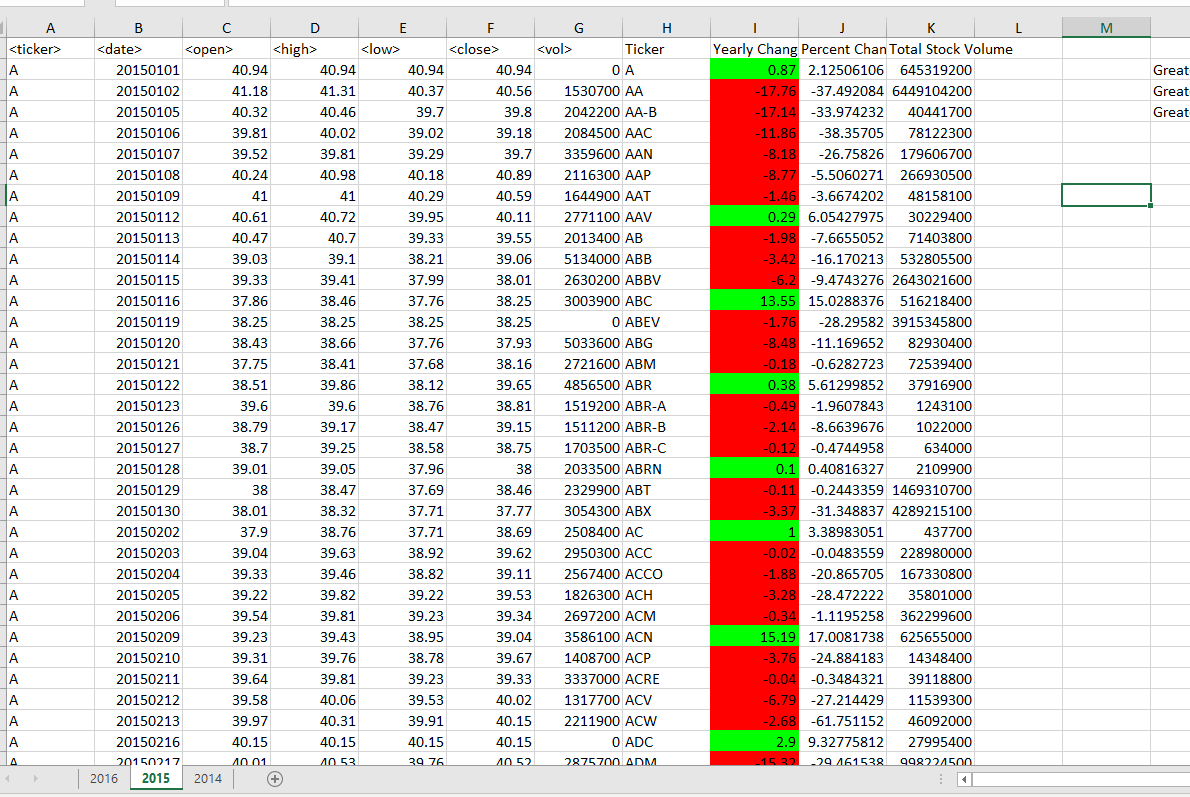 A B C D E F G H I J K L M
<ticker> <date> <open> <high> <low> <close> <vol> Ticker Yearly Chang Percent Chan Total Stock Volume
A 20150101 40.94 40.94 40.94 40.94 0 A 0.87 2.12506106 645319200 Great
A 20150102 41.18 41.31 40.37 40.56 1530700 AA -17.76 -37.492084 6449104200 Great
A 20150105 40.32 40.46 39.7 39.8 2042200 AA-B -17.14 -33.974232 40441700 Great
A 20150106 39.81 40.02 39.02 39.18 2084500 AAC -11.86 -38.35705 78122300
A 20150107 39.52 39.81 39.29 39.7 3359600 AAN -8.18 -26.75826 179606700
A 20150108 40.24 40.98 40.18 40.89 2116300 AAP -8.77 -5.5060271 266930500
A 20150109 41 41 40.29 40.59 1644900 AAT -1.46 -3.6674202 48158100
A 20150112 40.61 40.72 39.95 40.11 2771100 AAV 0.29 6.05427975 30229400
A 20150113 40.47 40.7 39.33 39.55 2013400 AB -1.98 -7.6655052 71403800
A 20150114 39.03 39.1 38.21 39.06 5134000 ABB -3.42 -16.170213 532805500
A 20150115 39.33 39.41 37.99 38.01 2630200 ABBV -6.2 -9.4743276 2643021600
A 20150116 37.86 38.46 37.76 38.25 3003900 ABC 13.55 15.0288376 516218400
A 20150119 38.25 38.25 38.25 38.25 0 ABEV -1.76 -28.29582 3915345800
A 20150120 38.43 38.66 37.76 37.93 5033600 ABG -8.48 -11.169652 82930400
A 20150121 37.75 38.41 37.68 38.16 2721600 ABM -0.18 -0.6282723 72539400
A 20150122 38.51 39.86 38.12 39.65 4856500 ABR 0.38 5.61299852 37916900
A 20150123 39.6 39.6 38.76 38.81 1519200 ABR-A -0.49 -1.9607843 1243100
A 20150126 38.79 39.17 38.47 39.15 1511200 ABR-B -2.14 -8.6639676 1022000
A 20150127 38.7 39.25 38.58 38.75 1703500 ABR-C -0.12 -0.4744958 634000
A 20150128 39.01 39.05 37.96 38 2033500 ABRN 0.1 0.40816327 2109900
A 20150129 38 38.47 37.69 38.46 2329900 ABT -0.11 -0.2443359 1469310700
A 20150130 38.01 38.32 37.71 37.77 3054300 ABX -3.37 -31.348837 4289215100
A 20150202 37.9 38.76 37.71 38.69 2508400 AC 1 3.38983051 437700
A 20150203 39.04 39.63 38.92 39.62 2950300 ACC -0.02 -0.0483559 228980000
A 20150204 39.33 39.46 38.82 39.11 2567400 ACCO -1.88 -20.865705 167330800
A 20150205 39.22 39.82 39.22 39.53 1826300 ACH -3.28 -28.472222 35801000
A 20150206 39.54 39.81 39.23 39.34 2697200 ACM -0.34 -1.1195258 362299600
A 20150209 39.23 39.43 38.95 39.04 3586100 ACN 15.19 17.0081738 625655000
A 20150210 39.31 39.76 38.78 39.67 1408700 ACP -3.76 -24.884183 14348400
A 20150211 39.64 39.81 39.23 39.33 3337000 ACRE -0.04 -0.3484321 39118800
A 20150212 39.58 40.06 39.53 40.02 1317700 ACV -6.79 -27.214429 11539300
A 20150213 39.97 40.31 39.91 40.15 2211900 ACW -2.68 -61.751152 46092000
A 20150216 40.15 40.15 40.15 40.15 0 ADC 2.9 9.32775812 27995400
A 20150217 40.01 40.53 39.76 40.52 2875700 ADM -15.32 -29.461538 998224500
2016 2015 2014